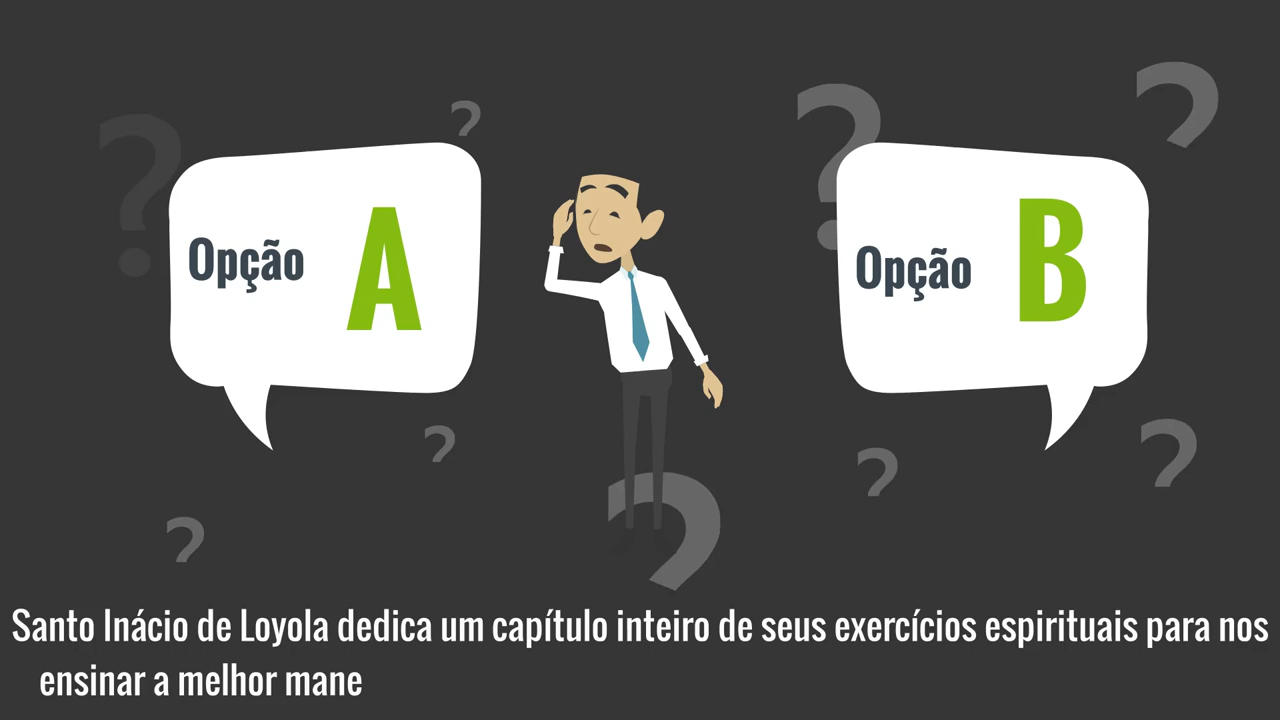 Opção A
Opção B
Santo Inácio de Loyola dedica um capítulo inteiro de seus exercícios espirituais para nos
ensinar a melhor mane